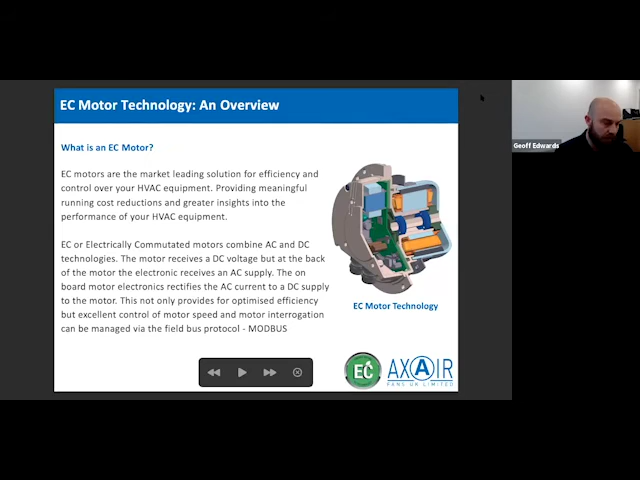 EC Motor Technology: An Overview
Geoff Edwards
What is an EC Motor?
EC motors are the market leading solution for efficiency and
control over your HVAC equipment. Providing meaningful
running cost reductions and greater insights into the
performance of your HVAC equipment.
EC or Electrically Commutated motors combine AC and DC
technologies. The motor receives a DC voltage but at the back
of the motor the electronic receives an AC supply. The on
board motor electronics rectifies the AC current to a DC supply
to the motor. This not only provides for optimised efficiency
but excellent control of motor speed and motor interrogation
can be managed via the field bus protocol - MODBUS
EC Motor Technology
EC
AXAIR
FANS UK LIMITED